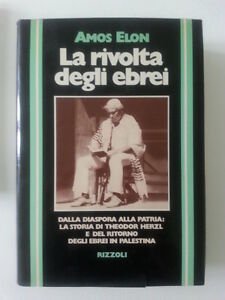 AMOS ELON
La rivolta
degli ebrei
DALLA DIASPORA ALLA PATRIA:
LA STORIA DI THEODOR HERZL
E DEL RITORNO
DEGLI EBREI IN PALESTINA
RIZZOLI